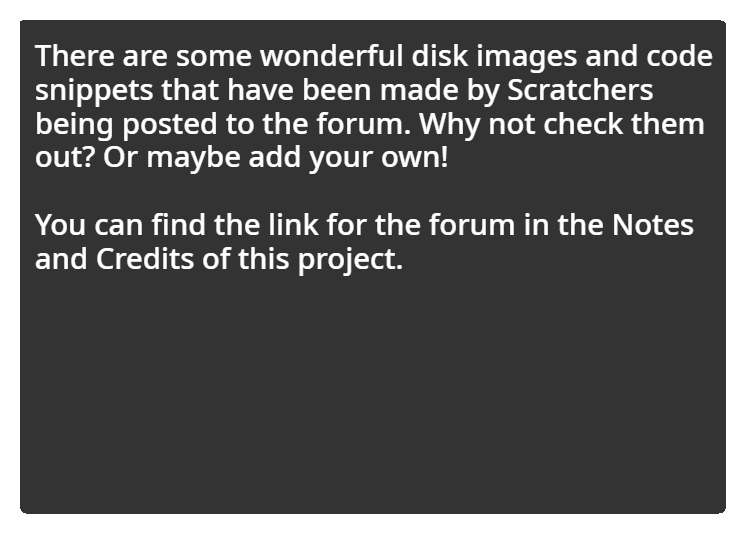 There are some wonderful disk images and code
snippets that have been made by Scratchers
being posted to the forum. Why not check them
out? Or maybe add your own!
You can find the link for the forum in the Notes
and Credits of this project.